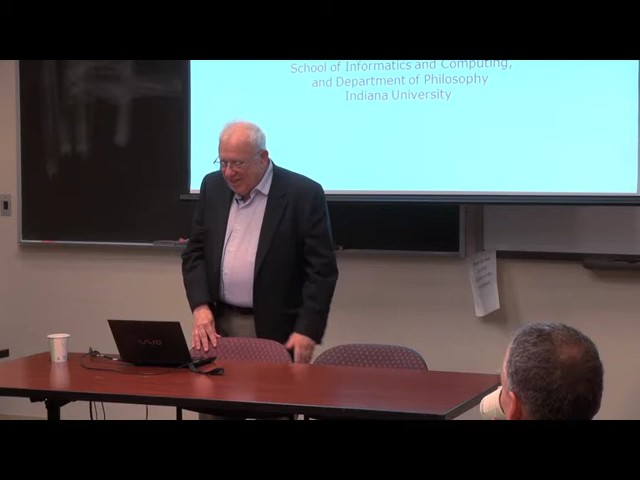 School of Informatics and Computing,
and Department of Philosophy
Indiana University
VAIO